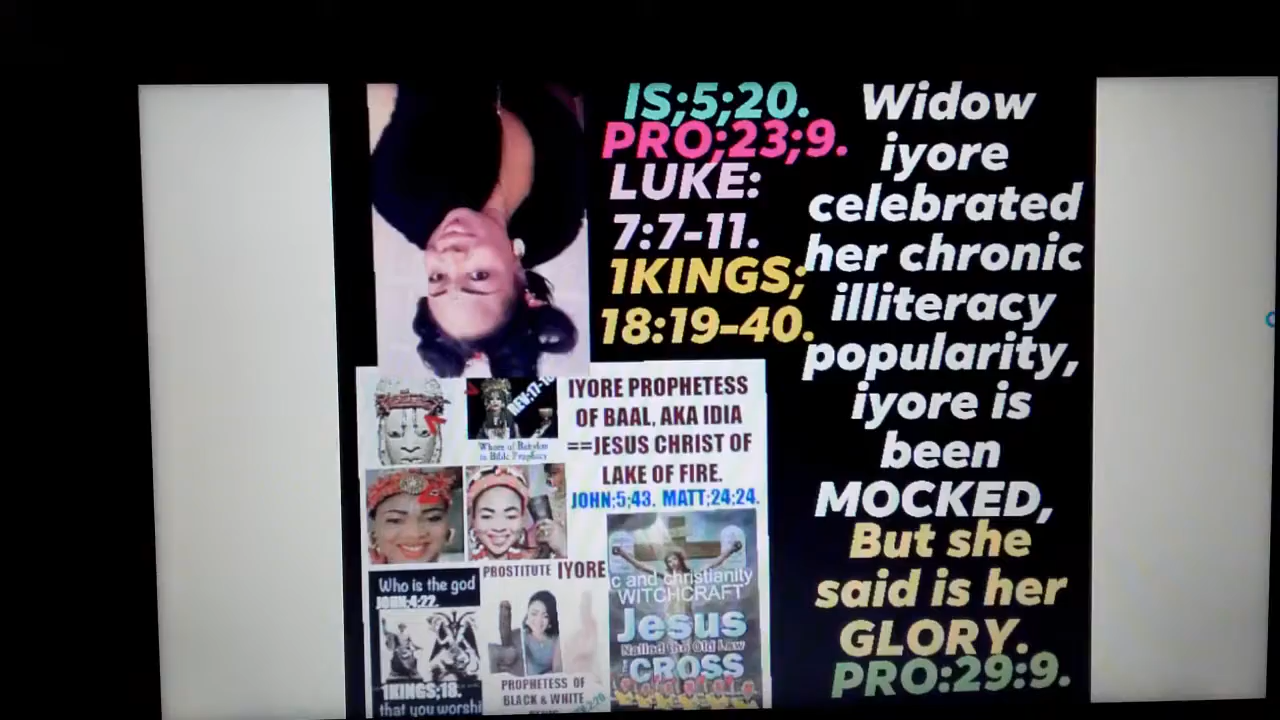 IS;5;20.
PRO;23;9.
LUKE:
7:7-11.
1KINGS;
18:19-40.
Widow
iyore
celebrated
her chronic
illiteracy
popularity,
iyore is
been
MOCKED,
But she
said is her
GLORY.
PRO:29:9.
REV:17-18
Whore of Babylon
in Bible Prophecy
IYORE PROPHETESS
OF BAAL, AKA IDIA
==JESUS CHRIST OF
LAKE OF FIRE.
JOHN;5;43. MATT;24;24.
PROSTITUTE IYORE
Who is the god
JOHN:4:22.
1KINGS;18.
that you worshi
PROPHETESS OF
BLACK & WHITE
c and christianity
WITCHCRAFT
Jesus
Nailed the Old Law
CROSS